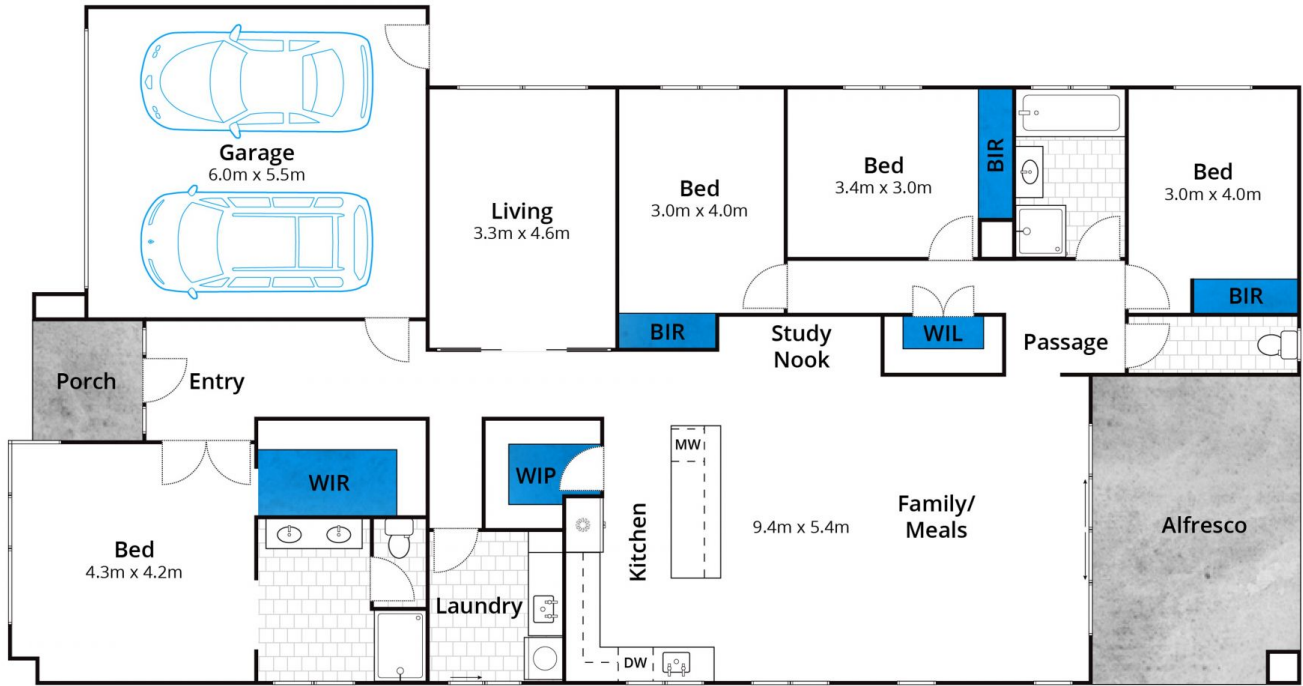 Garage
6.0m x 5.5m
Living
3.3m x 4.6m
Bed
3.0m x 4.0m
Bed
3.4m x 3.0m
BIR
Bed
3.0m x 4.0m
BIR
BIR
Study
Nook
WIL
Passage
Porch
Entry
WIR
WIP
MW
Kitchen
9.4m x 5.4m
Family/
Meals
Alfresco
Bed
4.3m x 4.2m
Laundry
DW